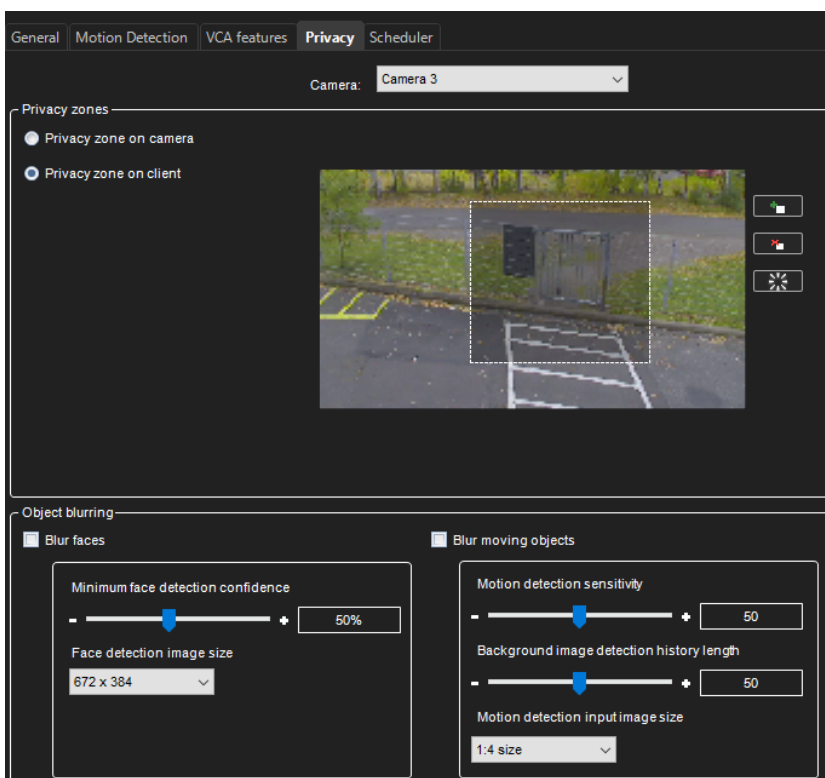 General Motion Detection VCA features Privacy Scheduler
Camera: Camera 3
Privacy zones
Privacy zone on camera
Privacy zone on client
Object blurring
Blur faces
Minimum face detection confidence
- + 50%
Face detection image size
672 x 384
Blur moving objects
Motion detection sensitivity
- + 50
Background image detection history length
- + 50
Motion detection input image size
1:4 size